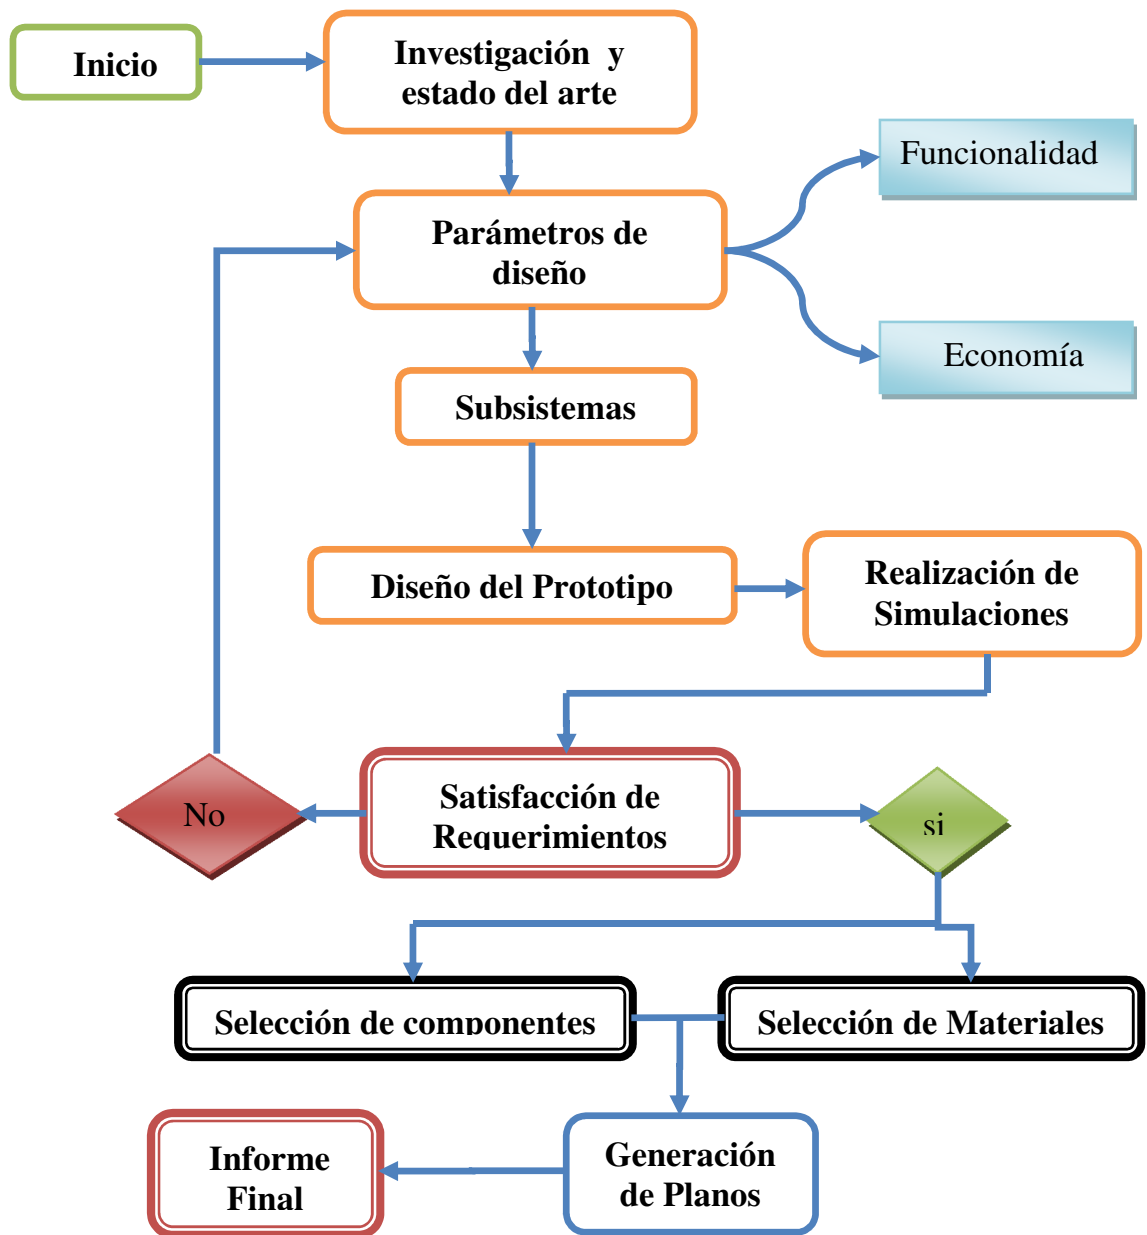 Inicio
Investigación y
estado del arte
Funcionalidad
Parámetros de
diseño
Economía
Subsistemas
Diseño del Prototipo
Realización de
Simulaciones
No
Satisfacción de
Requerimientos
si
Selección de componentes
Selección de Materiales
Informe
Final
Generación
de Planos